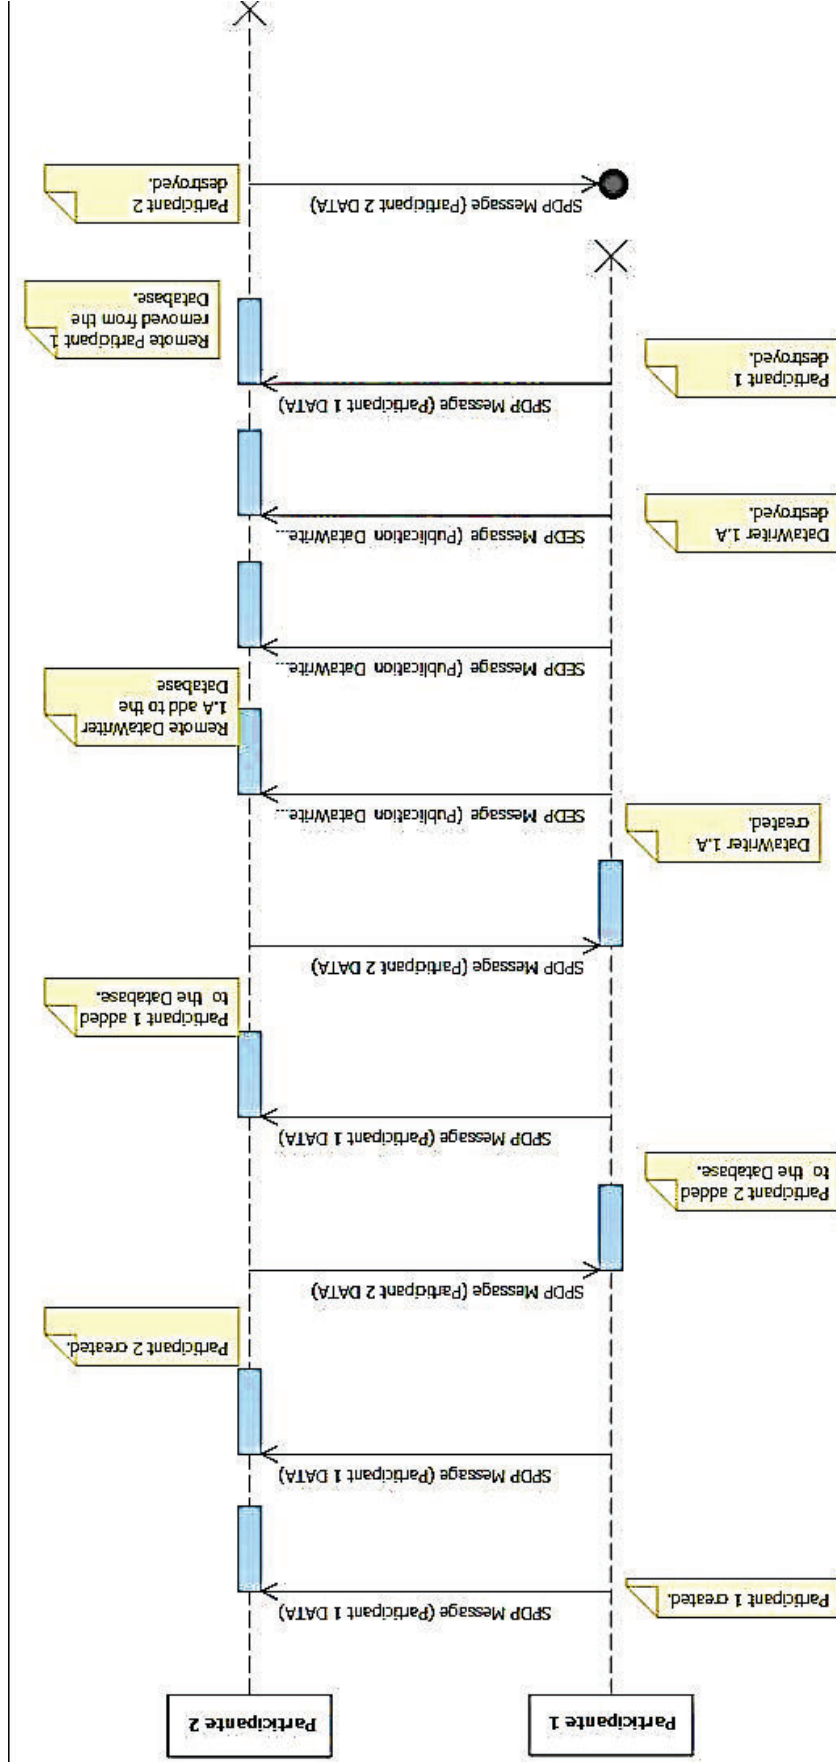 Participante 1
Participante 2
Participant 1 created.
SPDP Message (Participant 1 DATA)
SPDP Message (Participant 1 DATA)
Participant 2 created.
SPDP Message (Participant 2 DATA)
Participant 2 added
to the Database.
SPDP Message (Participant 1 DATA)
Participant 1 added
to the Database.
SPDP Message (Participant 2 DATA)
DataWriter 1.A
created.
SEDP Message (Publication DataWrite...
Remote DataWriter
1.A add to the
Database
SEDP Message (Publication DataWrite...
SEDP Message (Publication DataWrite...
DataWriter 1.A
destroyed.
SPDP Message (Participant 1 DATA)
Participant 1
destroyed.
Remote Participant 1
removed from the
Database.
SPDP Message (Participant 2 DATA)
Participant 2
destroyed.